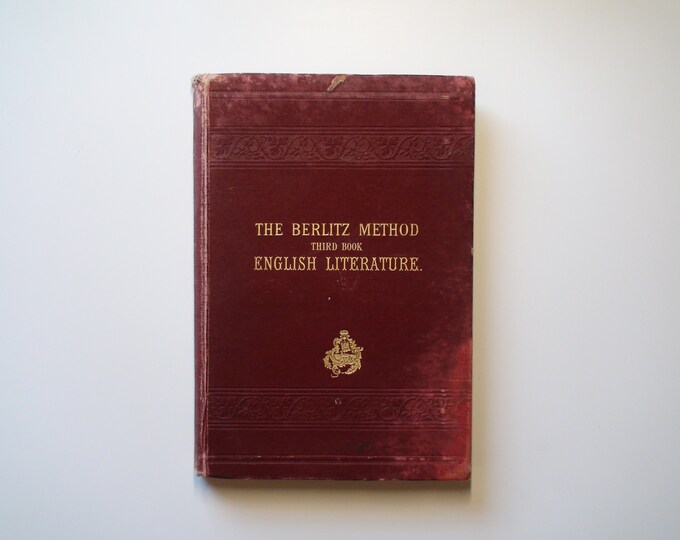 THE BERLITZ METHOD
THIRD BOOK
ENGLISH LITERATURE.